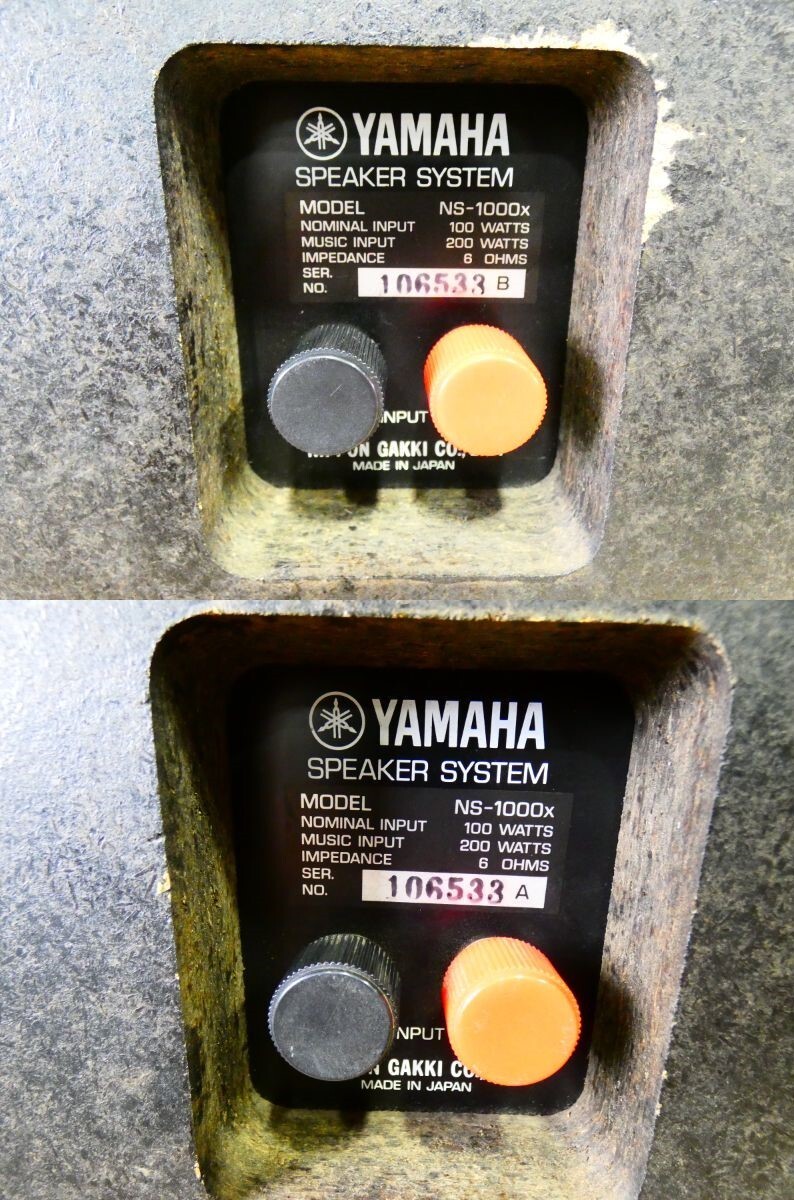 YAMAHA
SPEAKER SYSTEM
MODEL NS-1000x
NOMINAL INPUT 100 WATTS
MUSIC INPUT 200 WATTS
IMPEDANCE 6 OHMS
SER.
NO. 106533 B
INPUT
GAKKI CO.,
MADE IN JAPAN
YAMAHA
SPEAKER SYSTEM
MODEL NS-1000x
NOMINAL INPUT 100 WATTS
MUSIC INPUT 200 WATTS
IMPEDANCE 6 OHMS
SER.
NO. 106533 A
NPUT
GAKKI CO.
MADE IN JAPAN